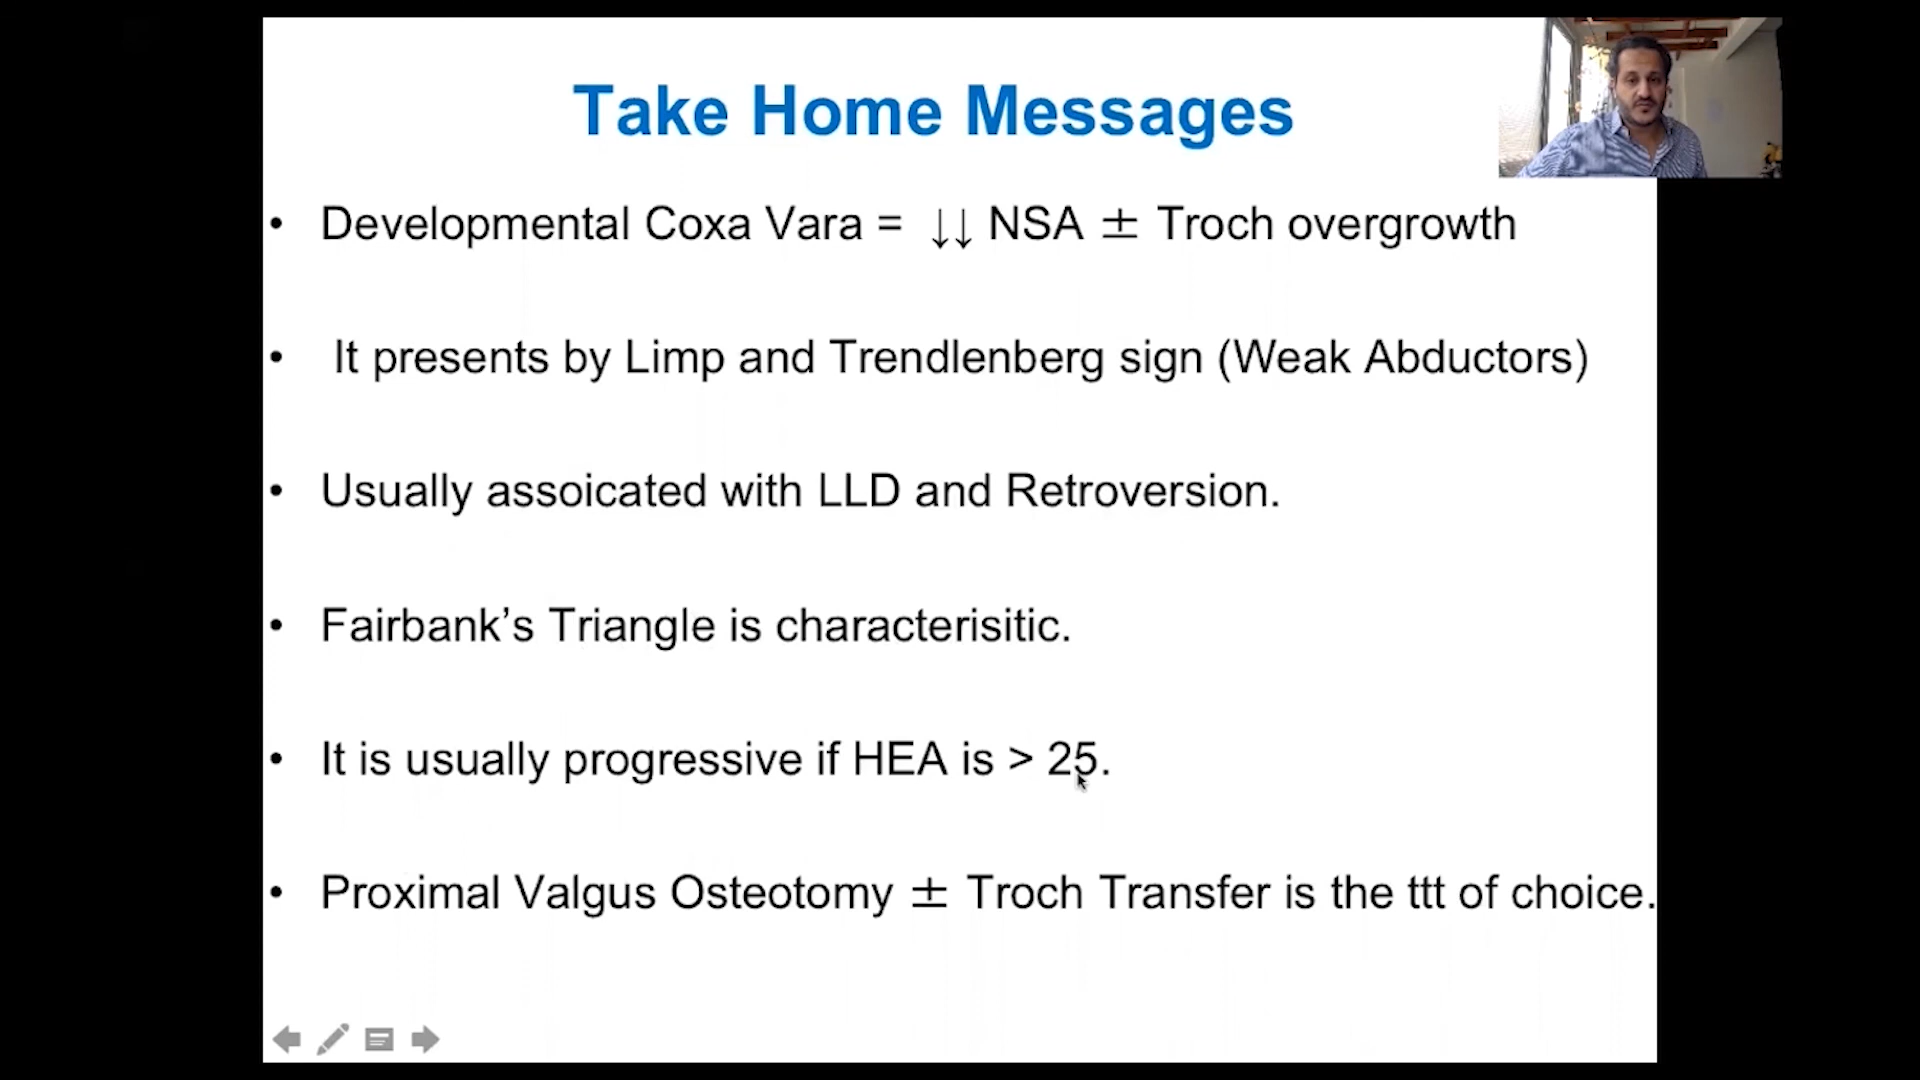 Take Home Messages
• Developmental Coxa Vara = ↓↓ NSA ± Troch overgrowth
• It presents by Limp and Trendlenberg sign (Weak Abductors)
• Usually assoicated with LLD and Retroversion.
• Fairbank’s Triangle is characterisitic.
• It is usually progressive if HEA is > 25.
• Proximal Valgus Osteotomy ± Troch Transfer is the ttt of choice.